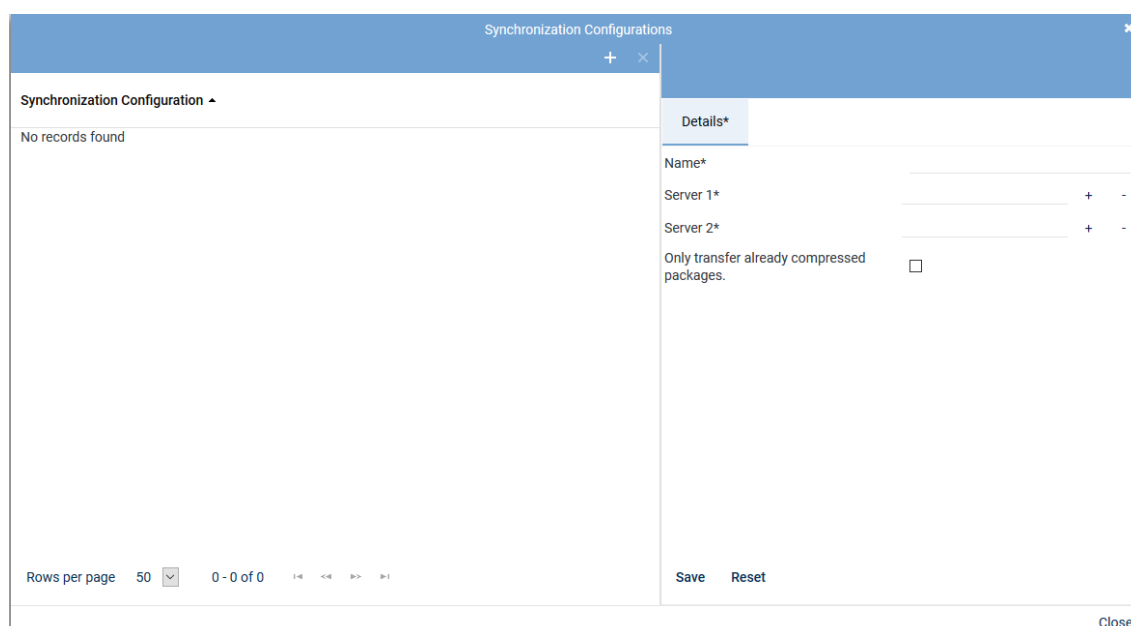 Synchronization Configurations
Synchronization Configuration
No records found
Rows per page 50 0 - 0 of 0
Details*
Name*
Server 1* + -
Server 2* + -
Only transfer already compressed
packages.
Save Reset
Close